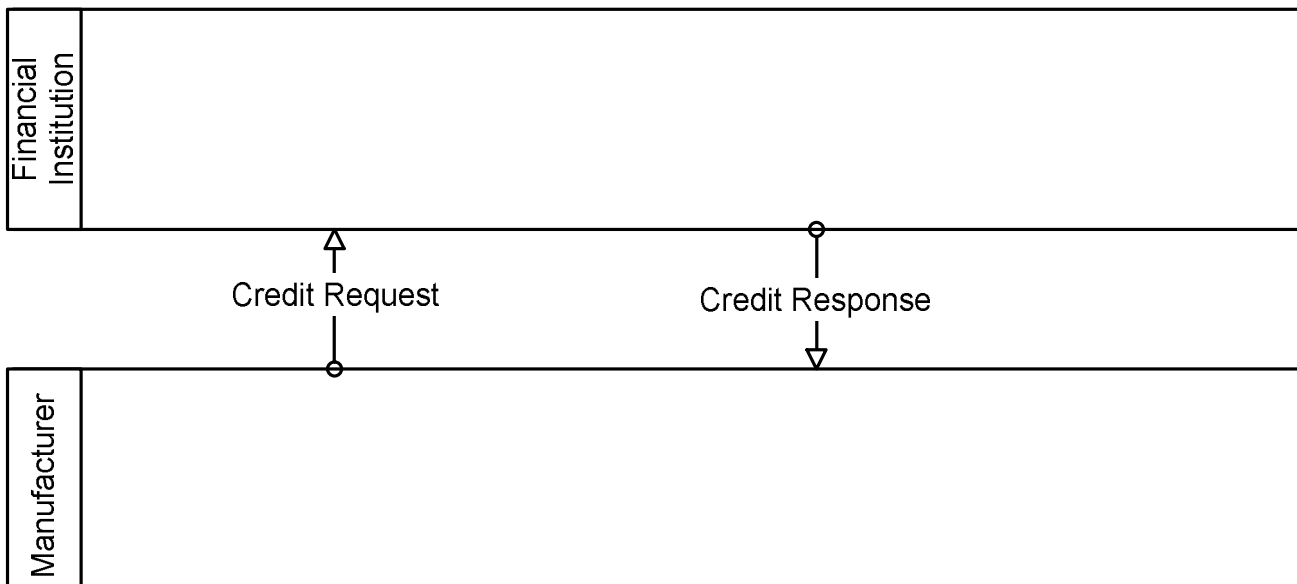 Financial
Institution
Credit Request
Credit Response
Manufacturer